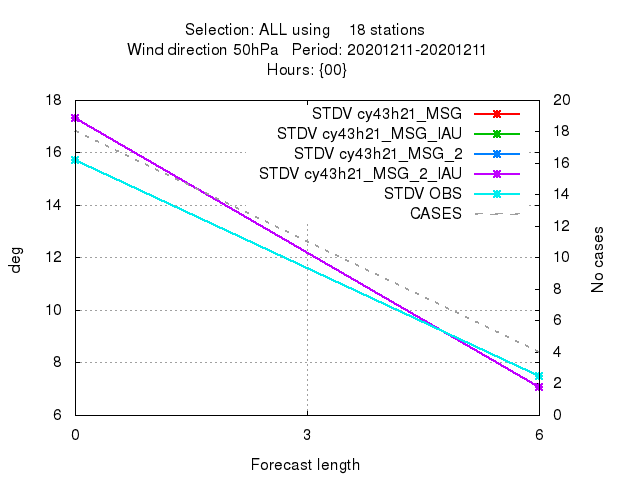 Selection: ALL using 18 stations
Wind direction 50hPa Period: 20201211-20201211
Hours: {00}
18 20
STDV cy43h21_MSG
18
STDV cy43h21_MSG_IAU
16 STDV cy43h21_MSG_2 16
STDV cy43h21_MSG_2_IAU
STDV OBS 14
14 CASES
12
deg 12 10 No cases
8
10
6
8 4
2
6 0
0 3 6
Forecast length